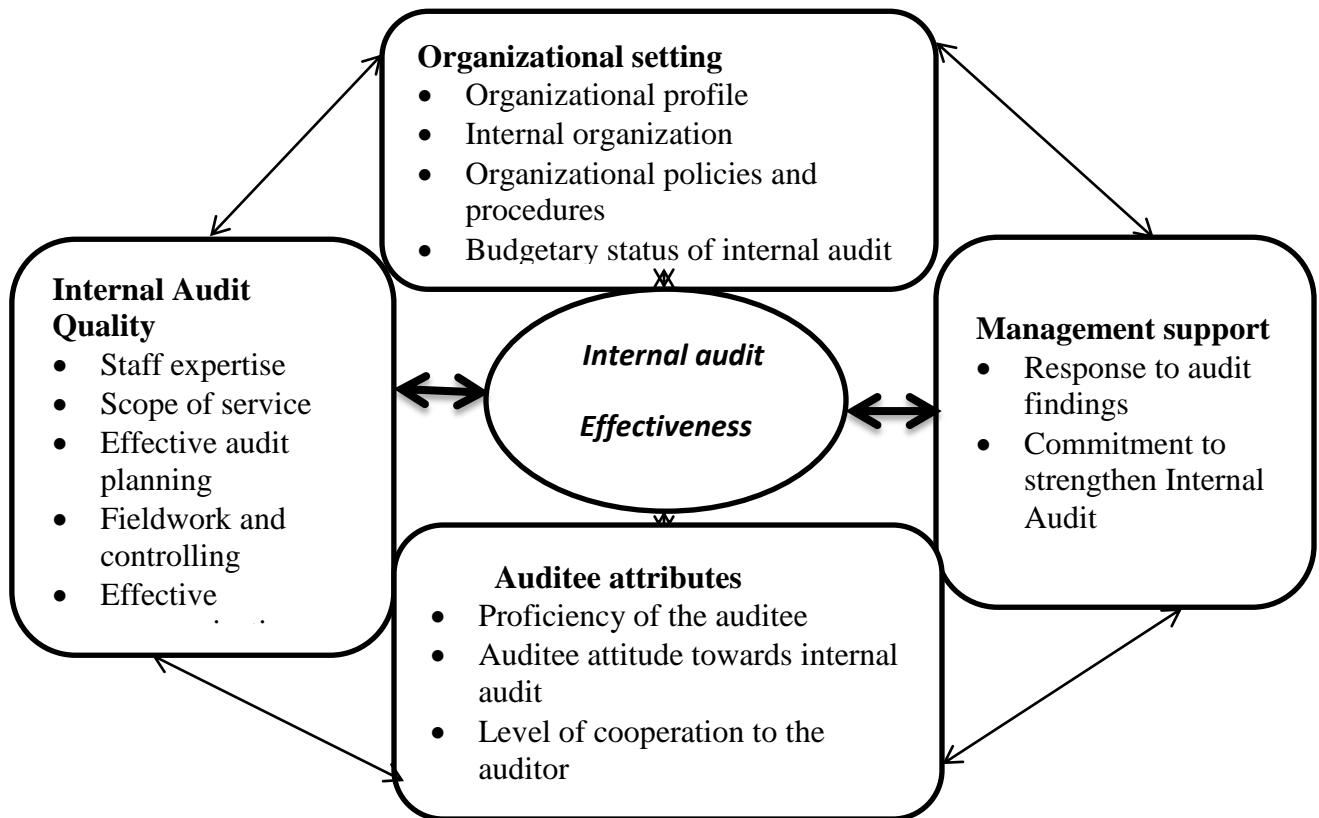 Organizational setting
• Organizational profile
• Internal organization
• Organizational policies and
procedures
• Budgetary status of internal audit
Internal Audit
Quality
• Staff expertise
• Scope of service
• Effective audit
planning
• Fieldwork and
controlling
• Effective
Internal audit
Effectiveness
Management support
• Response to audit
findings
• Commitment to
strengthen Internal
Audit
Auditee attributes
• Proficiency of the auditee
• Auditee attitude towards internal
audit
• Level of cooperation to the
auditor